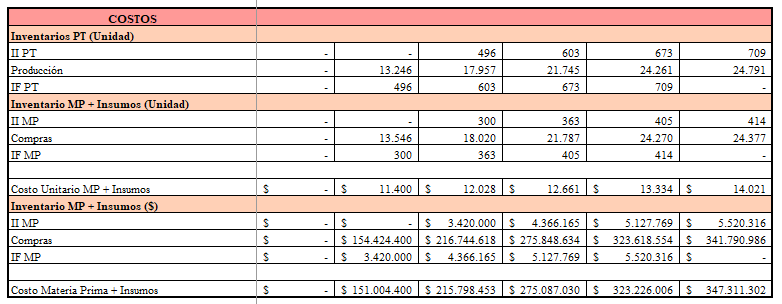 COSTOS
Inventarios PT (Unidad)
II PT - - 496 603 673 709
Producción - 13.246 17.957 21.745 24.261 24.791
IF PT - 496 603 673 709 -
Inventario MP + Insumos (Unidad)
II MP - - 300 363 405 414
Compras - 13.546 18.020 21.787 24.270 24.377
IF MP - 300 363 405 414 -
Costo Unitario MP + Insumos $ - $ 11.400 $ 12.028 $ 12.661 $ 13.334 $ 14.021
Inventario MP + Insumos ($)
II MP $ - $ - $ 3.420.000 $ 4.366.165 $ 5.127.769 $ 5.520.316
Compras $ - $ 154.424.400 $ 216.744.618 $ 275.848.634 $ 323.618.554 $ 341.790.986
IF MP $ - $ 3.420.000 $ 4.366.165 $ 5.127.769 $ 5.520.316 $ -
Costo Materia Prima + Insumos $ - $ 151.004.400 $ 215.798.453 $ 275.087.030 $ 323.226.006 $ 347.311.302